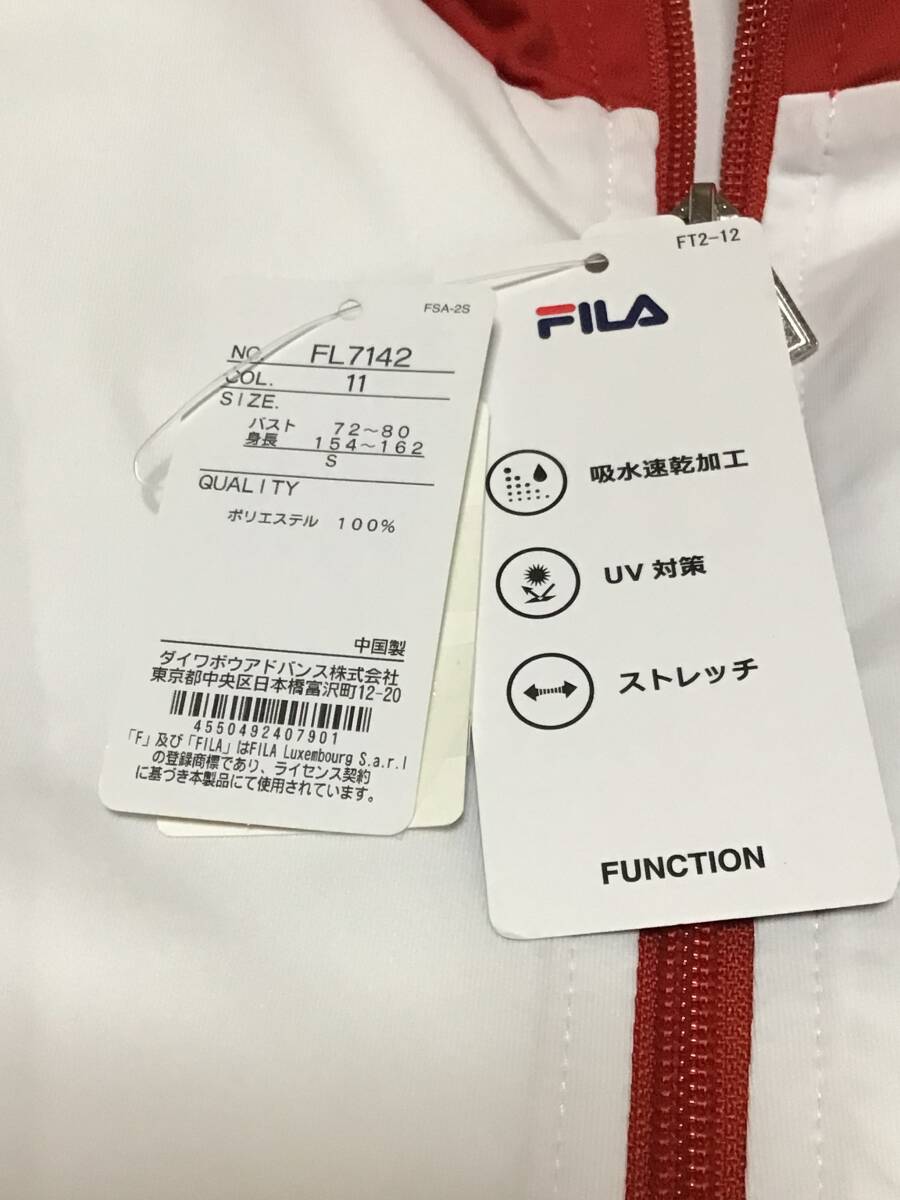 FSA-2S
NO. FL7142
COL. 11
SIZE.
バスト 72～80
身長 154～162
S
QUALITY
ポリエステル 100%
中国製
ダイワボウアドバンス株式会社
東京都中央区日本橋富沢町12-20
4550492407901
「F」及び「FILA」はFILA Luxembourg S.a.r.l
の登録商標であり、ライセンス契約
に基づき本製品にて使用されています。
FT2-12
FILA
吸水速乾加工
UV 対策
ストレッチ
FUNCTION